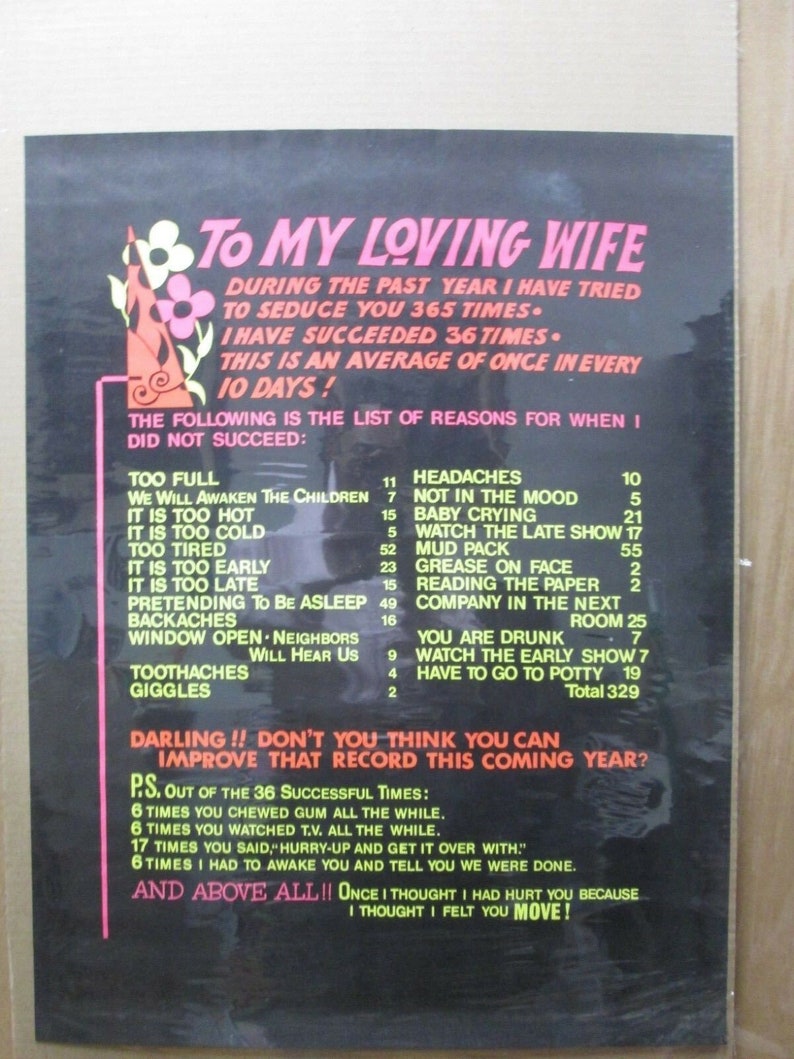 TO MY LOVING WIFE
DURING THE PAST YEAR I HAVE TRIED
TO SEDUCE YOU 365 TIMES •
I HAVE SUCCEEDED 36 TIMES •
THIS IS AN AVERAGE OF ONCE IN EVERY
10 DAYS!
THE FOLLOWING IS THE LIST OF REASONS FOR WHEN I
DID NOT SUCCEED:
TOO FULL 11
WE WILL AWAKEN THE CHILDREN 7
IT IS TOO HOT 15
IT IS TOO COLD 5
TOO TIRED 52
IT IS TOO EARLY 23
IT IS TOO LATE 15
PRETENDING TO BE ASLEEP 49
BACKACHES 16
WINDOW OPEN • NEIGHBORS
WILL HEAR US 9
TOOTHACHES 4
GIGGLES 2
HEADACHES 10
NOT IN THE MOOD 5
BABY CRYING 21
WATCH THE LATE SHOW 17
MUD PACK 55
GREASE ON FACE 2
READING THE PAPER 2
COMPANY IN THE NEXT
ROOM 25
YOU ARE DRUNK 7
WATCH THE EARLY SHOW 7
HAVE TO GO TO POTTY 19
Total 329
DARLING!! DON'T YOU THINK YOU CAN
IMPROVE THAT RECORD THIS COMING YEAR?
P.S. OUT OF THE 36 SUCCESSFUL TIMES:
6 TIMES YOU CHEWED GUM ALL THE WHILE.
6 TIMES YOU WATCHED T.V. ALL THE WHILE.
17 TIMES YOU SAID, "HURRY-UP AND GET IT OVER WITH."
6 TIMES I HAD TO AWAKE YOU AND TELL YOU WE WERE DONE.
AND ABOVE ALL!! ONCE I THOUGHT I HAD HURT YOU BECAUSE
I THOUGHT I FELT YOU MOVE!